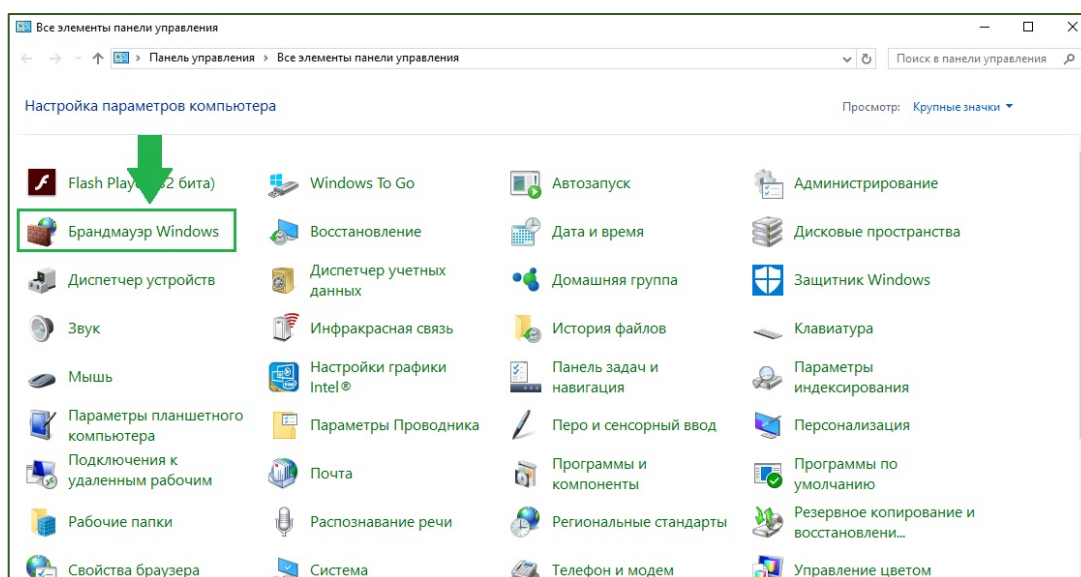 Все элементы панели управления
Панель управления > Все элементы панели управления
Поиск в панели управления
Настройка параметров компьютера
Просмотр: Крупные значки
Flash Play 32 бита)
Windows To Go
Автозапуск
Администрирование
Брандмауэр Windows
Восстановление
Дата и время
Дисковые пространства
Диспетчер устройств
Диспетчер учетных
данных
Домашняя группа
Защитник Windows
Звук
Инфракрасная связь
История файлов
Клавиатура
Мышь
Настройки графики
Intel®
Панель задач и
навигация
Параметры
индексирования
Параметры планшетного
компьютера
Параметры Проводника
Перо и сенсорный ввод
Персонализация
Подключения к
удаленным рабочим
Почта
Программы и
компоненты
Программы по
умолчанию
Рабочие папки
Распознавание речи
Региональные стандарты
Резервное копирование и
восстановлени...
Свойства браузера
Система
Телефон и модем
Управление цветом